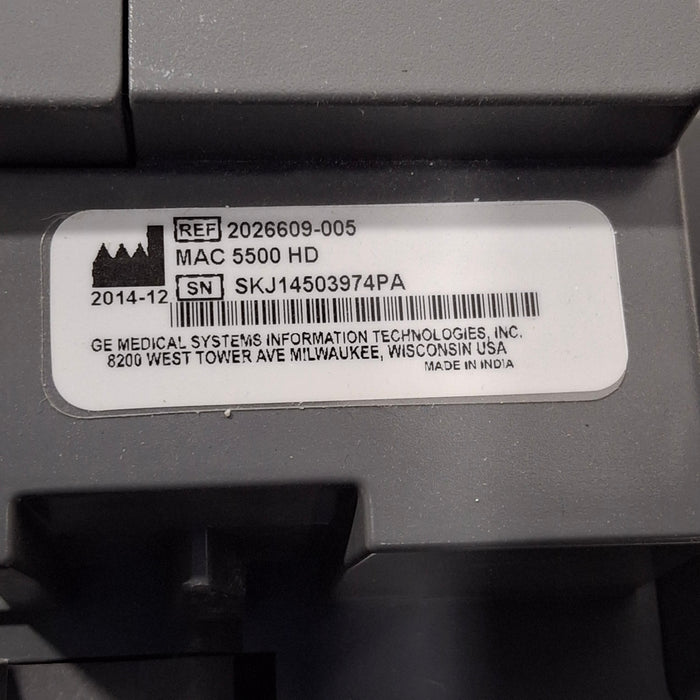 REF 2026609-005
MAC 5500 HD
2014-12 SN SKJ14503974PA
GE MEDICAL SYSTEMS INFORMATION TECHNOLOGIES, INC.
8200 WEST TOWER AVE MILWAUKEE, WISCONSIN USA
MADE IN INDIA